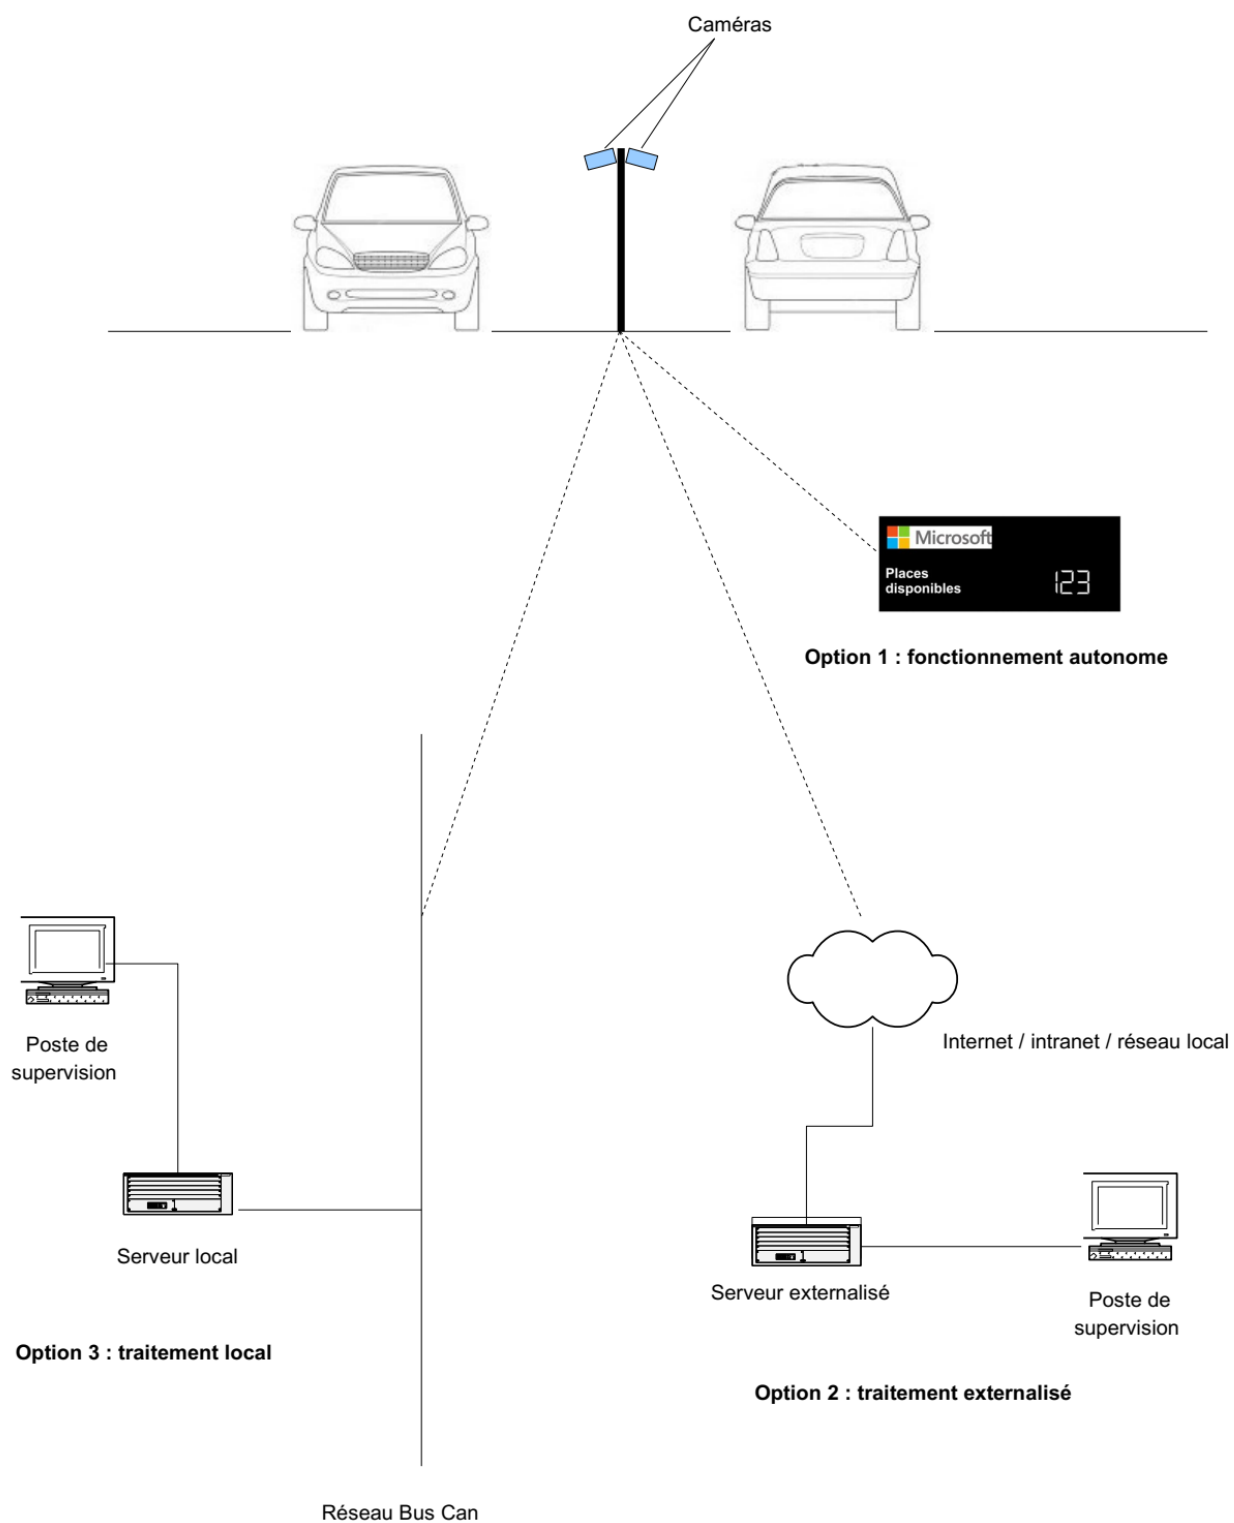 Caméras
Microsoft
Places
disponibles
123
Option 1 : fonctionnement autonome
Internet / intranet / réseau local
Poste de
supervision
Serveur local
Serveur externalisé
Poste de
supervision
Option 3 : traitement local
Option 2 : traitement externalisé
Réseau Bus Can